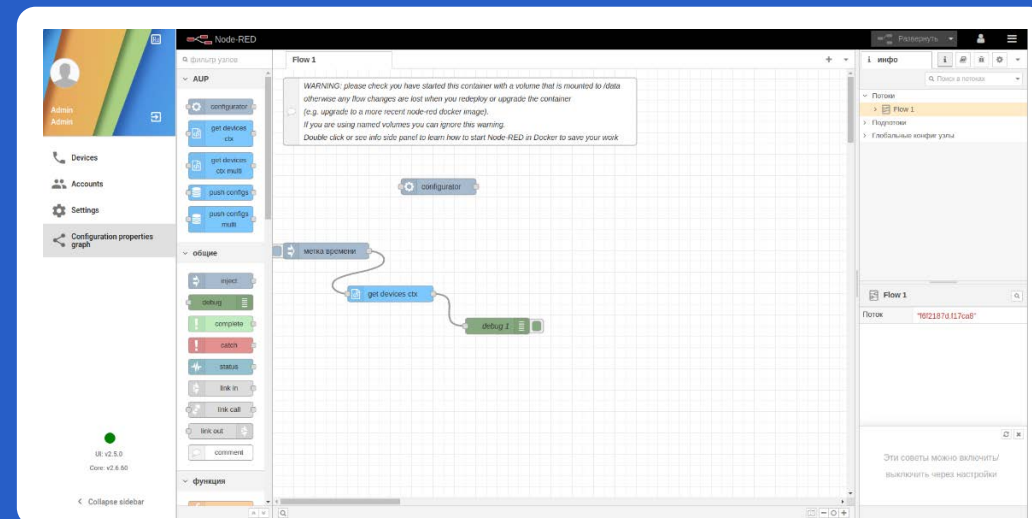 Node-RED
Развернуть
Admin
Admin
Devices
Accounts
Settings
Configuration properties
graph
UI: v2.5.0
Core: v2.6.60
Collapse sidebar
фильтр узлов
AUP
configurator
get devices
ctx
get devices
ctx multi
push configs
push configs
multi
общие
inject
debug
complete
catch
status
link in
link call
link out
comment
функция
Flow 1
WARNING: please check you have started this container with a volume that is mounted to /data
otherwise any flow changes are lost when you redeploy or upgrade the container
(e.g. upgrade to a more recent node-red docker image).
If you are using named volumes you can ignore this warning.
Double click or see info side panel to learn how to start Node-RED in Docker to save your work
configurator
метка времени
get devices ctx
debug 1
инфо
Поиск в потоках
Потоки
Flow 1
Подпотоки
Глобальные конфиг узлы
Flow 1
Поток
"f6f2187d.f17ca8"
Эти советы можно включить/
выключить через настройки